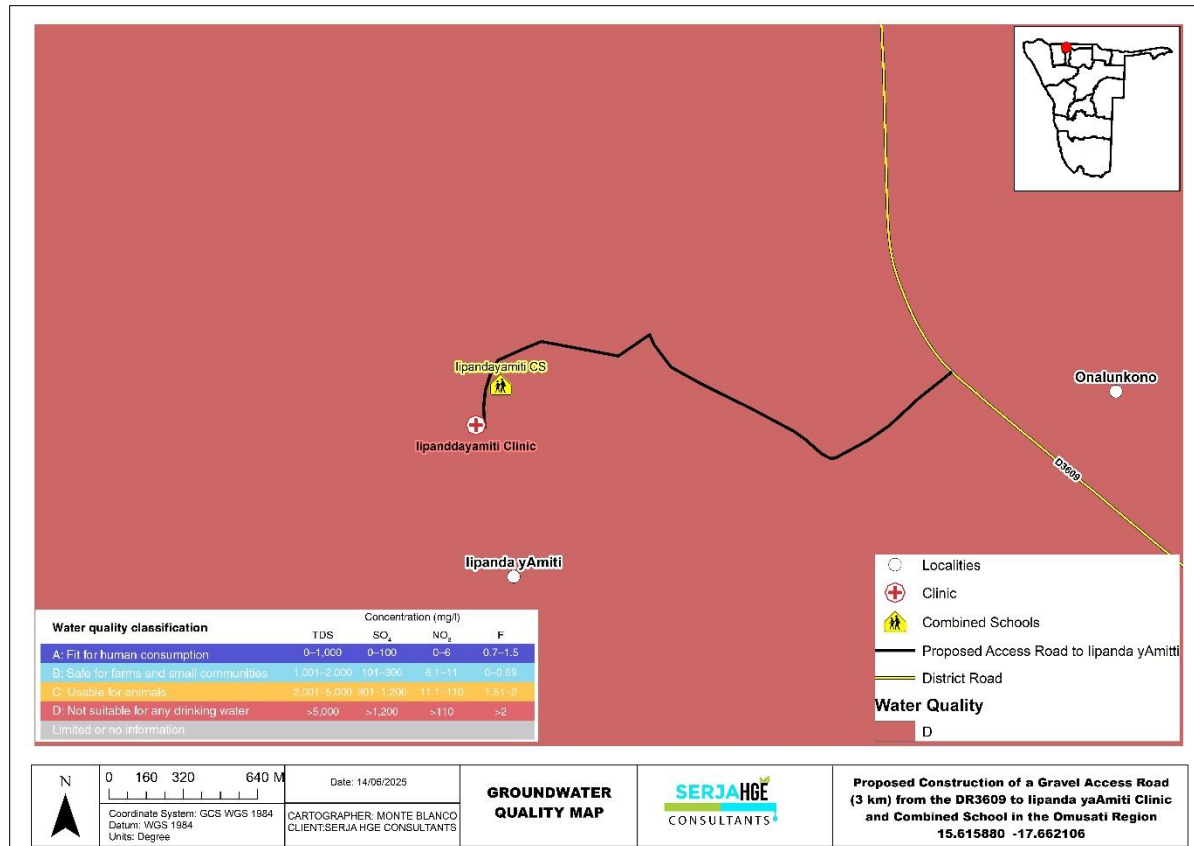 Iipandayamiti CS
Iipanddayamiti Clinic
Iipanda yAmiti
Onalunkono
D3609
Localities
Clinic
Combined Schools
Proposed Access Road to Iipanda yAmitti
District Road
Water Quality
D
Water quality classification
Concentration (mg/l)
TDS SO₄ NO₃ F
A: Fit for human consumption 0–1,000 0–100 0–6 0.7–1.5
B: Safe for farms and small communities 1,001–2,000 101–300 6.1–11 0–0.69
C: Usable for animals 2,001–5,000 301–1,200 11.1–110 1.51–2
D: Not suitable for any drinking water >5,000 >1,200 >110 >2
Limited or no information
N
0 160 320 640 M
Coordinate System: GCS WGS 1984
Datum: WGS 1984
Units: Degree
Date: 14/06/2025
CARTOGRAPHER: MONTE BLANCO
CLIENT:SERJA HGE CONSULTANTS
GROUNDWATER
QUALITY MAP
SERJAHGE
CONSULTANTS
Proposed Construction of a Gravel Access Road
(3 km) from the DR3609 to Iipanda yaAmiti Clinic
and Combined School in the Omusati Region
15.615880 -17.662106